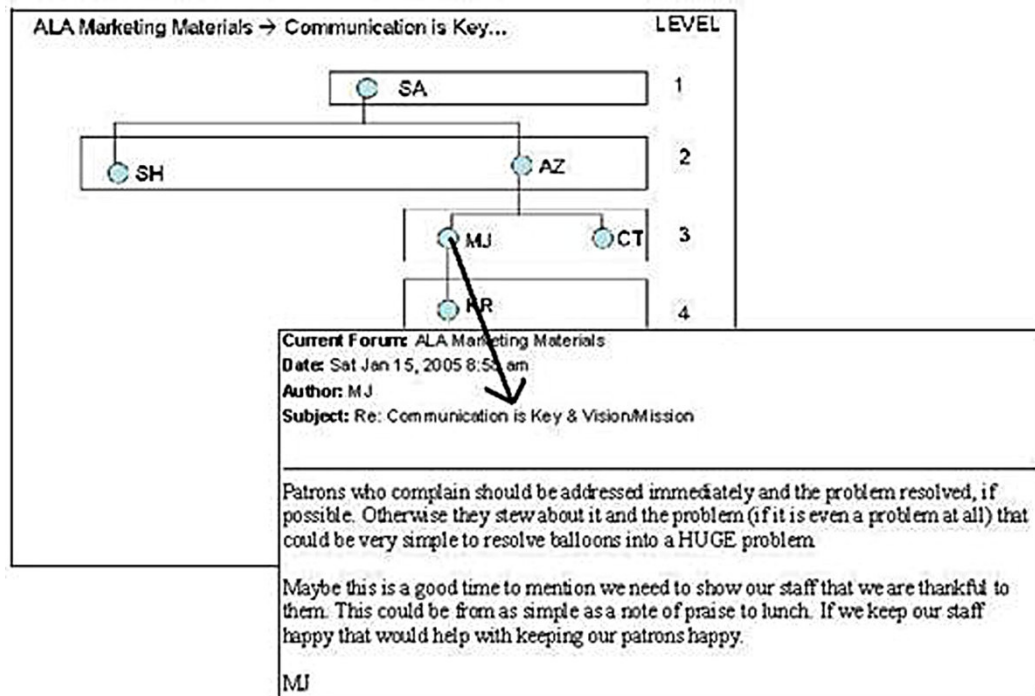 ALA Marketing Materials → Communication is Key... LEVEL
SA 1
SH AZ 2
MJ CT 3
KR 4
Current Forum: ALA Marketing Materials
Date: Sat Jan 15, 2005 8:53 am
Author: MJ
Subject: Re: Communication is Key & Vision/Mission
Patrons who complain should be addressed immediately and the problem resolved, if
possible. Otherwise they stew about it and the problem (if it is even a problem at all) that
could be very simple to resolve balloons into a HUGE problem
Maybe this is a good time to mention we need to show our staff that we are thankful to
them. This could be from as simple as a note of praise to lunch. If we keep our staff
happy that would help with keeping our patrons happy.
MJ